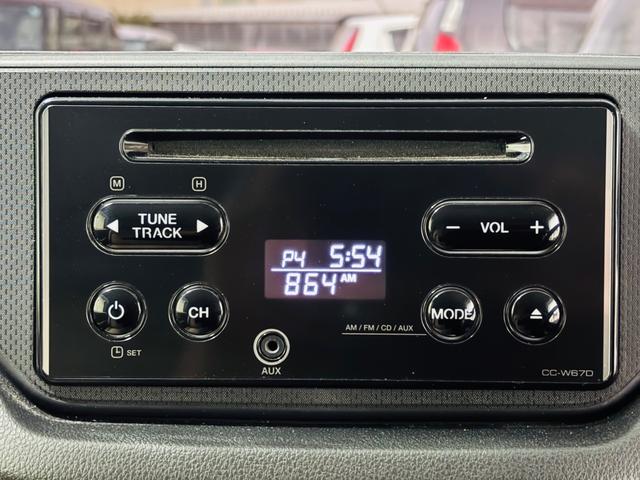 M H
◀ TUNE TRACK ▶
− VOL +
P4 5:54
864 AM
CH
MODE
AM / FM / CD / AUX
SET
AUX
CC-W67D